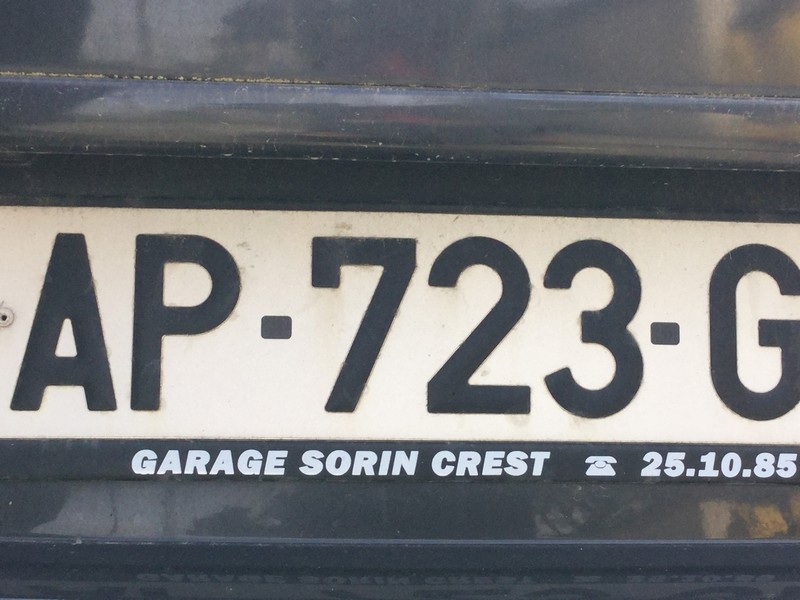 AP-723-G
GARAGE SORIN CREST ☎ 25.10.85